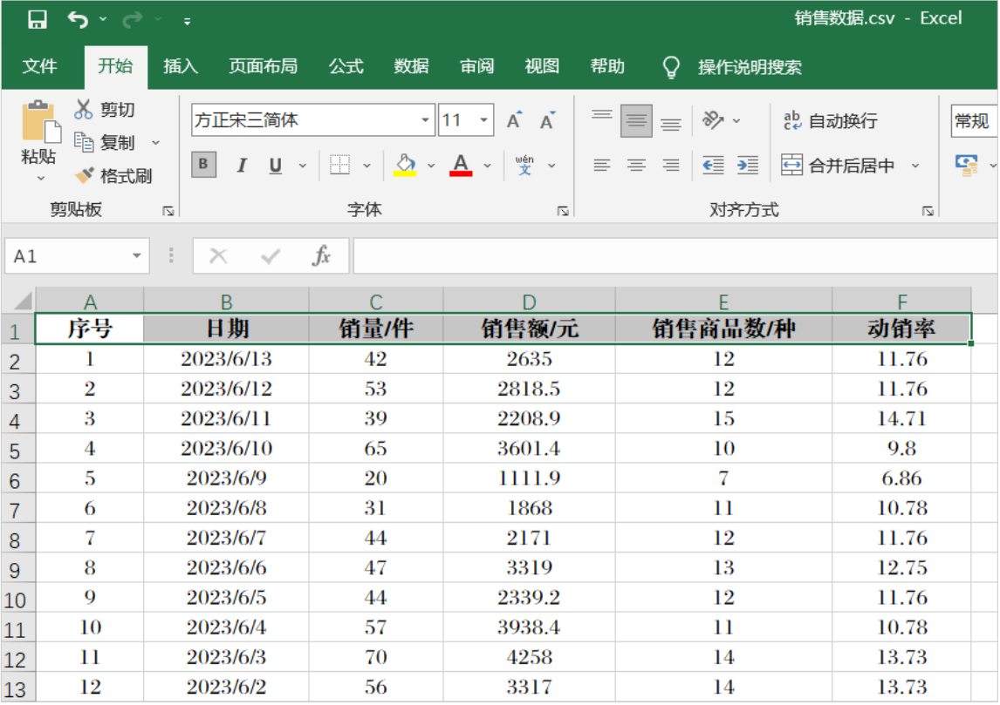 销售数据.csv - Excel
文件 开始 插入 页面布局 公式 数据 审阅 视图 帮助 操作说明搜索
剪切
方正宋三简体 11 A A ab 自动换行 常规
复制
粘贴 B I U A wén 文 合并后居中
格式刷
剪贴板 字体 对齐方式
A1 fx
A B C D E F
1 序号 日期 销量/件 销售额/元 销售商品数/种 动销率
2 1 2023/6/13 42 2635 12 11.76
3 2 2023/6/12 53 2818.5 12 11.76
4 3 2023/6/11 39 2208.9 15 14.71
5 4 2023/6/10 65 3601.4 10 9.8
6 5 2023/6/9 20 1111.9 7 6.86
7 6 2023/6/8 31 1868 11 10.78
8 7 2023/6/7 44 2171 12 11.76
9 8 2023/6/6 47 3319 13 12.75
10 9 2023/6/5 44 2339.2 12 11.76
11 10 2023/6/4 57 3938.4 11 10.78
12 11 2023/6/3 70 4258 14 13.73
13 12 2023/6/2 56 3317 14 13.73